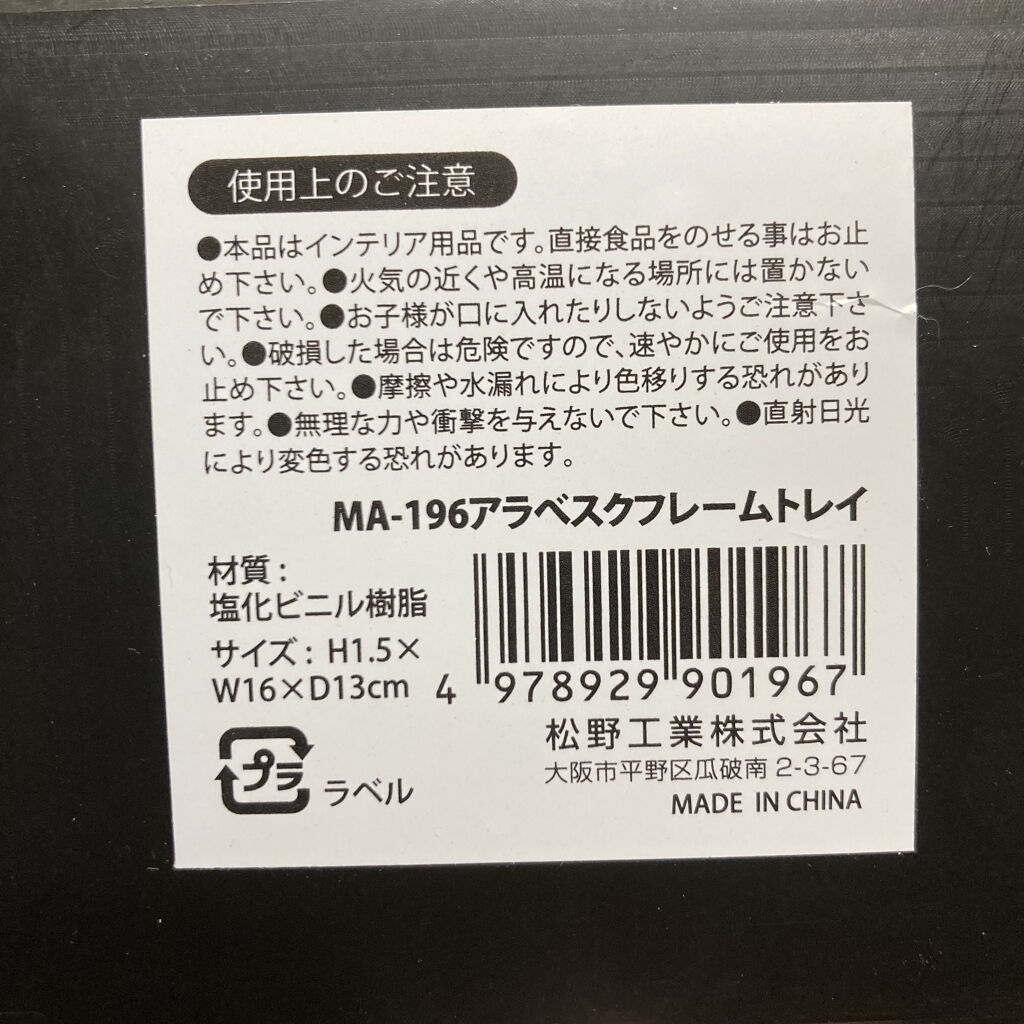 使用上のご注意
●本品はインテリア用品です。直接食品をのせる事はお止
め下さい。●火気の近くや高温になる場所には置かない
で下さい。●お子様が口に入れたりしないようご注意下さ
い。●破損した場合は危険ですので、速やかにご使用をお
止め下さい。●摩擦や水漏れにより色移りする恐れがあり
ます。●無理な力や衝撃を与えないで下さい。●直射日光
により変色する恐れがあります。
MA-196アラベスクフレームトレイ
材質：
塩化ビニル樹脂
サイズ：H1.5×
W16×D13cm
4 978929 901967
松野工業株式会社
大阪市平野区瓜破南 2-3-67
MADE IN CHINA
プラ ラベル